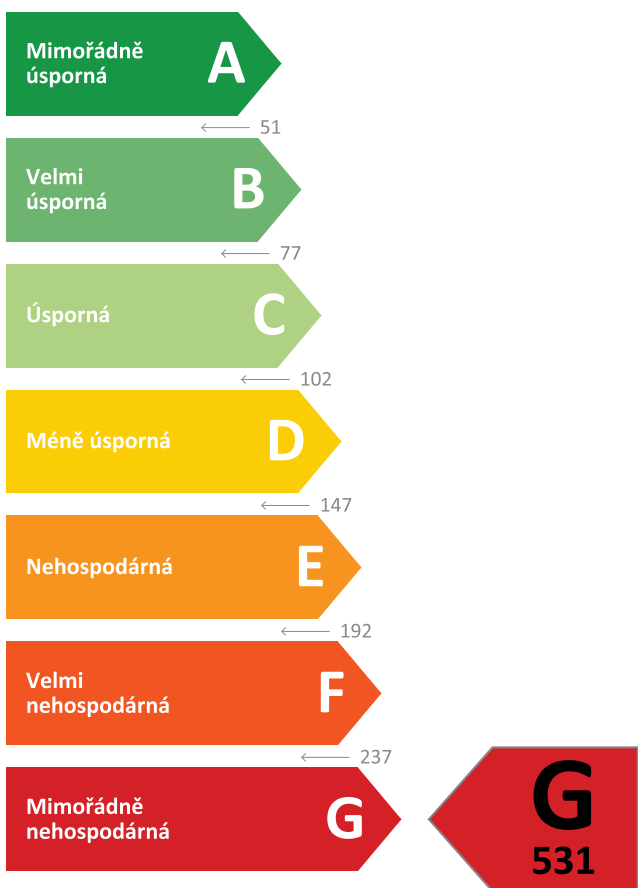 Mimořádně
úsporná
A
51
Velmi
úsporná
B
77
Úsporná
C
102
Méně úsporná
D
147
Nehospodárná
E
192
Velmi
nehospodárná
F
237
Mimořádně
nehospodárná
G
G
531